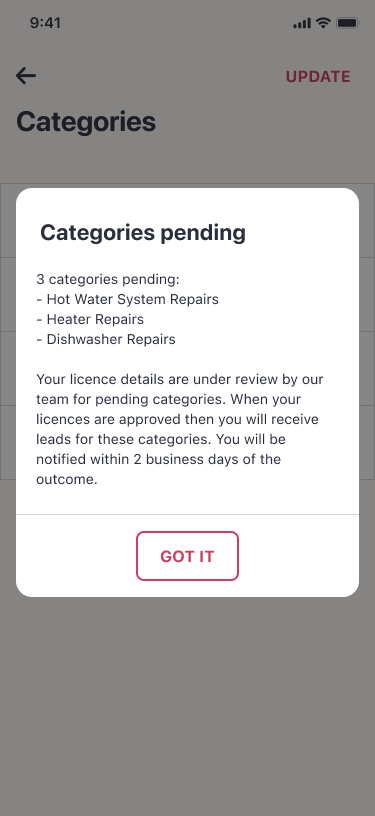 9:41
UPDATE
Categories
Categories pending
3 categories pending:
- Hot Water System Repairs
- Heater Repairs
- Dishwasher Repairs
Your licence details are under review by our
team for pending categories. When your
licences are approved then you will receive
leads for these categories. You will be
notified within 2 business days of the
outcome.
GOT IT